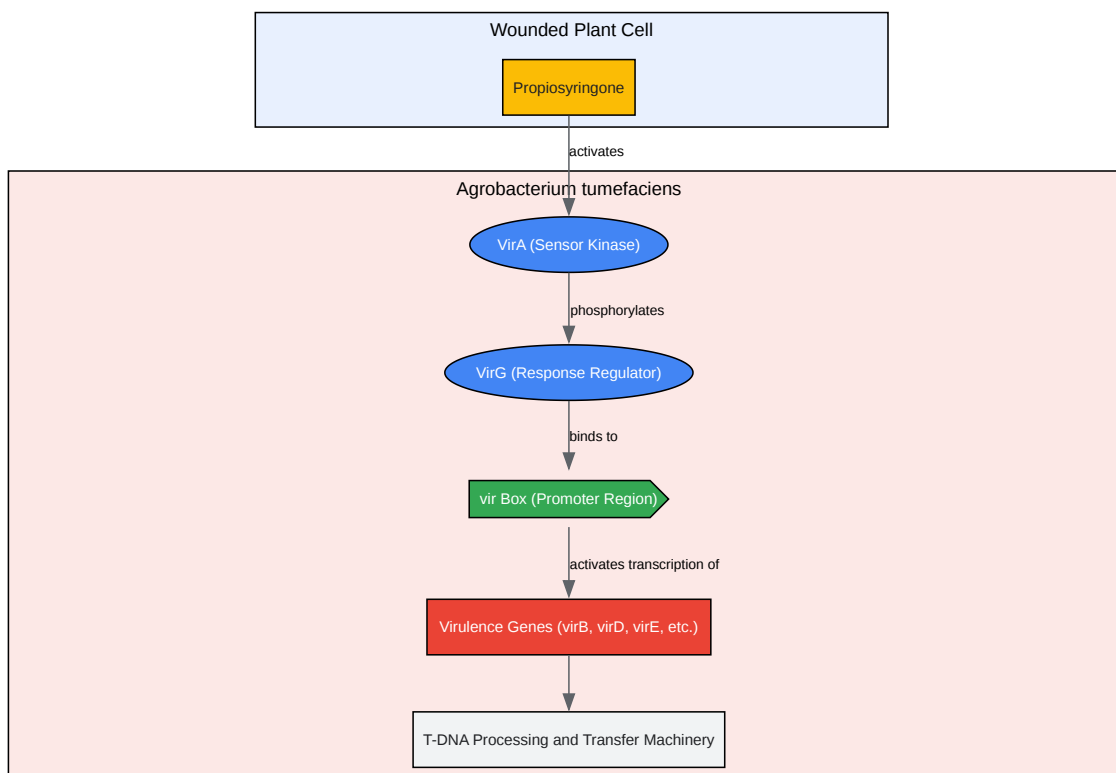 Wounded Plant Cell
Propiosyringone
activates
Agrobacterium tumefaciens
VirA (Sensor Kinase)
phosphorylates
VirG (Response Regulator)
binds to
vir Box (Promoter Region)
activates transcription of
Virulence Genes (virB, virD, virE, etc.)
T-DNA Processing and Transfer Machinery